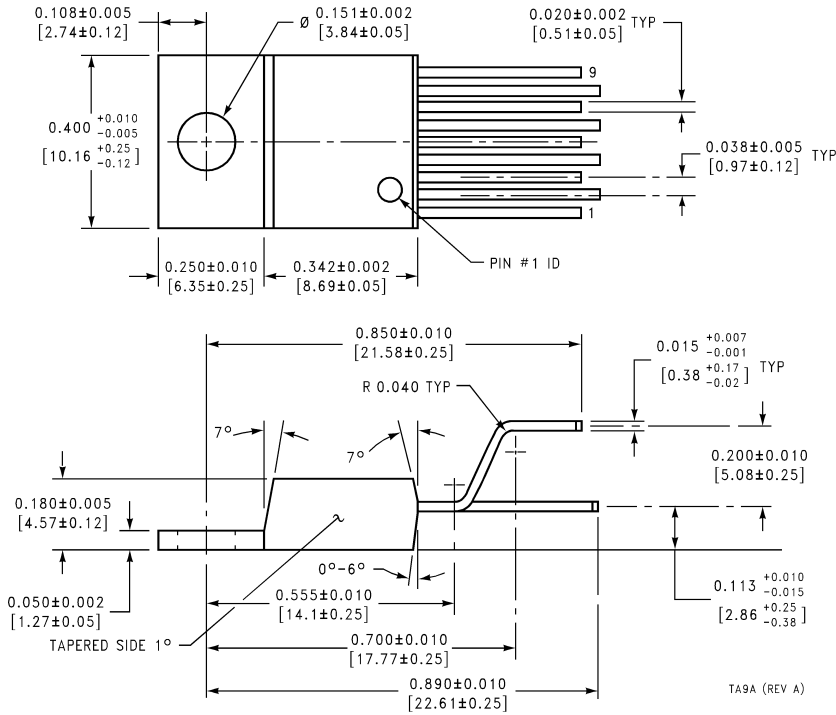 0.108±0.005
[2.74±0.12]
Ø 0.151±0.002
[3.84±0.05]
0.020±0.002 TYP
[0.51±0.05]
9
0.400 +0.010 -0.005
[10.16 +0.25 -0.12]
0.038±0.005 TYP
[0.97±0.12]
1
PIN #1 ID
0.250±0.010
[6.35±0.25]
0.342±0.002
[8.69±0.05]
0.850±0.010
[21.58±0.25]
0.015 +0.007 -0.001 TYP
[0.38 +0.17 -0.02]
R 0.040 TYP
7°
7°
0.200±0.010
[5.08±0.25]
0.180±0.005
[4.57±0.12]
0°-6°
0.050±0.002
[1.27±0.05]
0.555±0.010
[14.1±0.25]
0.113 +0.010 -0.015
[2.86 +0.25 -0.38]
TAPERED SIDE 1°
0.700±0.010
[17.77±0.25]
0.890±0.010
[22.61±0.25]
TA9A (REV A)